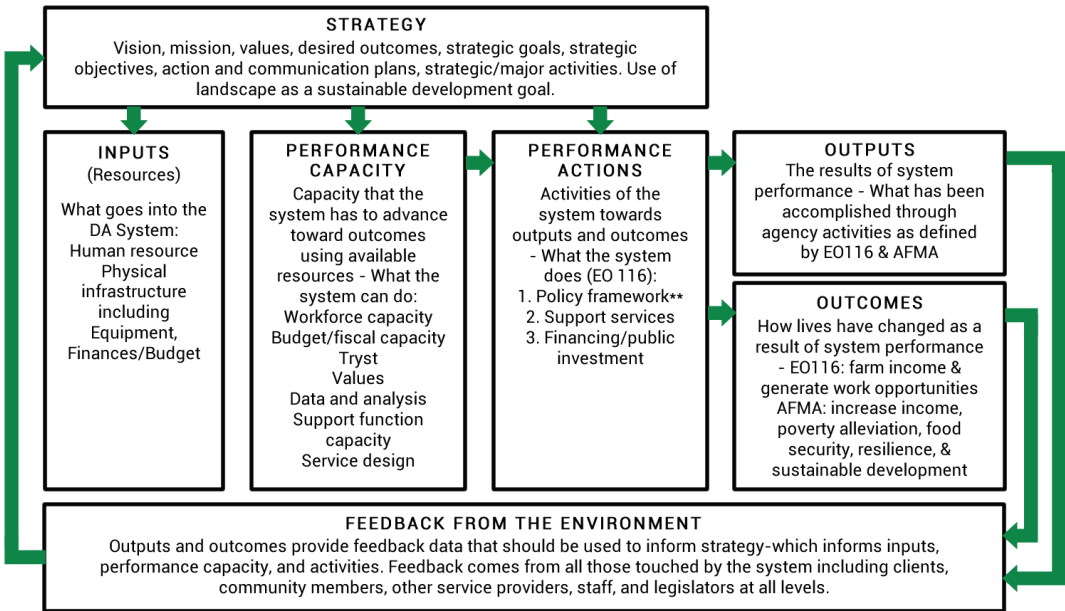 STRATEGY
Vision, mission, values, desired outcomes, strategic goals, strategic
objectives, action and communication plans, strategic/major activities. Use of
landscape as a sustainable development goal.
INPUTS
(Resources)
What goes into the
DA System:
Human resource
Physical
infrastructure
including
Equipment,
Finances/Budget
PERFORMANCE
CAPACITY
Capacity that the
system has to advance
toward outcomes
using available
resources - What the
system can do:
Workforce capacity
Budget/fiscal capacity
Tryst
Values
Data and analysis
Support function
capacity
Service design
PERFORMANCE
ACTIONS
Activities of the
system towards
outputs and outcomes
- What the system
does (EO 116):
1. Policy framework**
2. Support services
3. Financing/public
investment
OUTPUTS
The results of system
performance - What has been
accomplished through
agency activities as defined
by EO116 & AFMA
OUTCOMES
How lives have changed as a
result of system performance
- EO116: farm income &
generate work opportunities
AFMA: increase income,
poverty alleviation, food
security, resilience, &
sustainable development
FEEDBACK FROM THE ENVIRONMENT
Outputs and outcomes provide feedback data that should be used to inform strategy-which informs inputs,
performance capacity, and activities. Feedback comes from all those touched by the system including clients,
community members, other service providers, staff, and legislators at all levels.